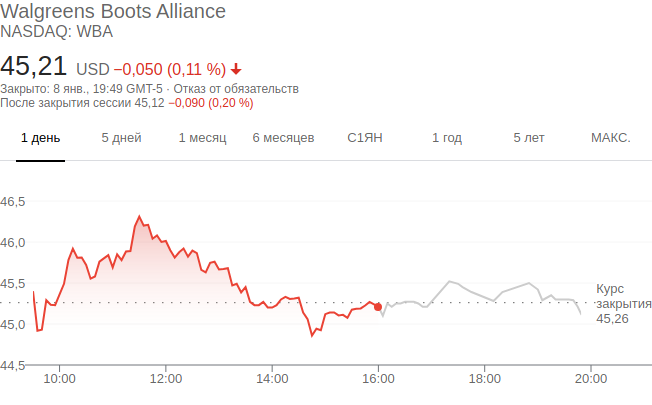 Walgreens Boots Alliance
NASDAQ: WBA
45,21 USD −0,050 (0,11 %)
Закрыто: 8 янв., 19:49 GMT-5 · Отказ от обязательств
После закрытия сессии 45,12 −0,090 (0,20 %)
1 день 5 дней 1 месяц 6 месяцев С1ЯН 1 год 5 лет МАКС.
46,5
46,0
45,5
45,0
44,5
Курс
закрытия
45,26
10:00 12:00 14:00 16:00 18:00 20:00